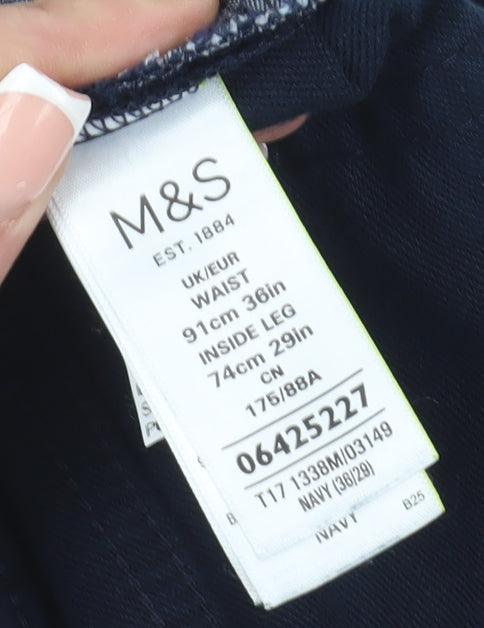 M&S
EST. 1884
UK/EUR
WAIST
91cm 36in
INSIDE LEG
74cm 29in
CN
175/88A
06425227
T17 1338M/03149
NAVY (36/29)
NAVY
B25